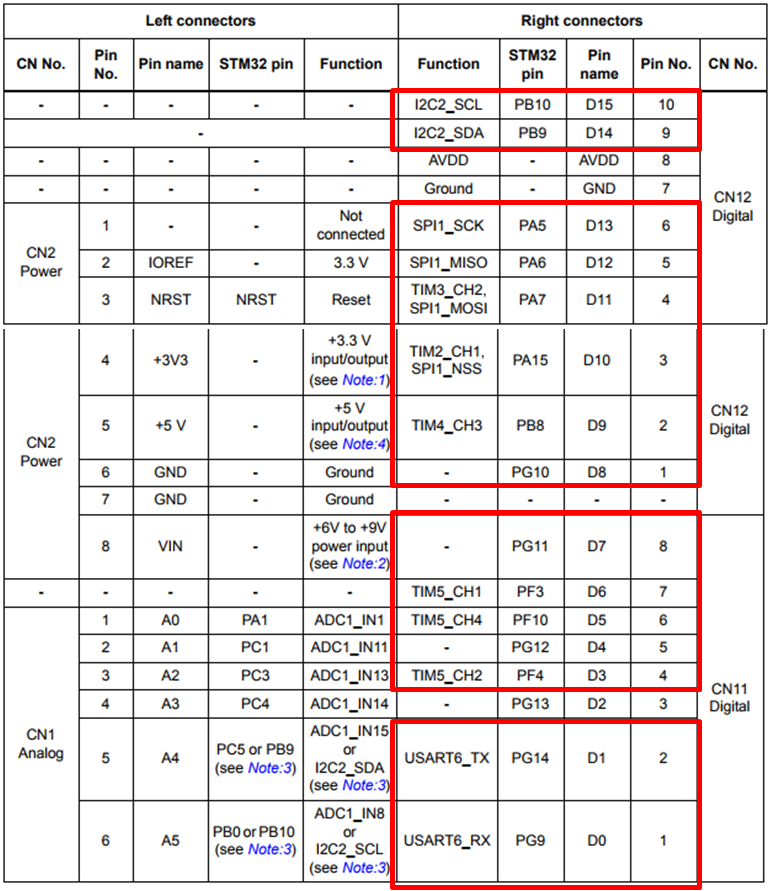 Left connectors Right connectors
CN No. Pin No. Pin name STM32 pin Function Function STM32 pin Pin name Pin No. CN No.
- - - - - I2C2_SCL PB10 D15 10 CN12 Digital
- I2C2_SDA PB9 D14 9
- - - - - AVDD - AVDD 8
- - - - - Ground - GND 7
CN2 Power 1 - - Not connected SPI1_SCK PA5 D13 6
2 IOREF - 3.3 V SPI1_MISO PA6 D12 5
3 NRST NRST Reset TIM3_CH2, SPI1_MOSI PA7 D11 4
CN2 Power 4 +3V3 - +3.3 V input/output (see Note:1) TIM2_CH1, SPI1_NSS PA15 D10 3 CN12 Digital
5 +5 V - +5 V input/output (see Note:4) TIM4_CH3 PB8 D9 2
6 GND - Ground - PG10 D8 1
7 GND - Ground - - - -
8 VIN - +6V to +9V power input (see Note:2) - PG11 D7 8 CN11 Digital
- - - - - TIM5_CH1 PF3 D6 7
CN1 Analog 1 A0 PA1 ADC1_IN1 TIM5_CH4 PF10 D5 6
2 A1 PC1 ADC1_IN11 - PG12 D4 5
3 A2 PC3 ADC1_IN13 TIM5_CH2 PF4 D3 4
4 A3 PC4 ADC1_IN14 - PG13 D2 3
5 A4 PC5 or PB9 (see Note:3) ADC1_IN15 or I2C2_SDA (see Note:3) USART6_TX PG14 D1 2
6 A5 PB0 or PB10 (see Note:3) ADC1_IN8 or I2C2_SCL (see Note:3) USART6_RX PG9 D0 1